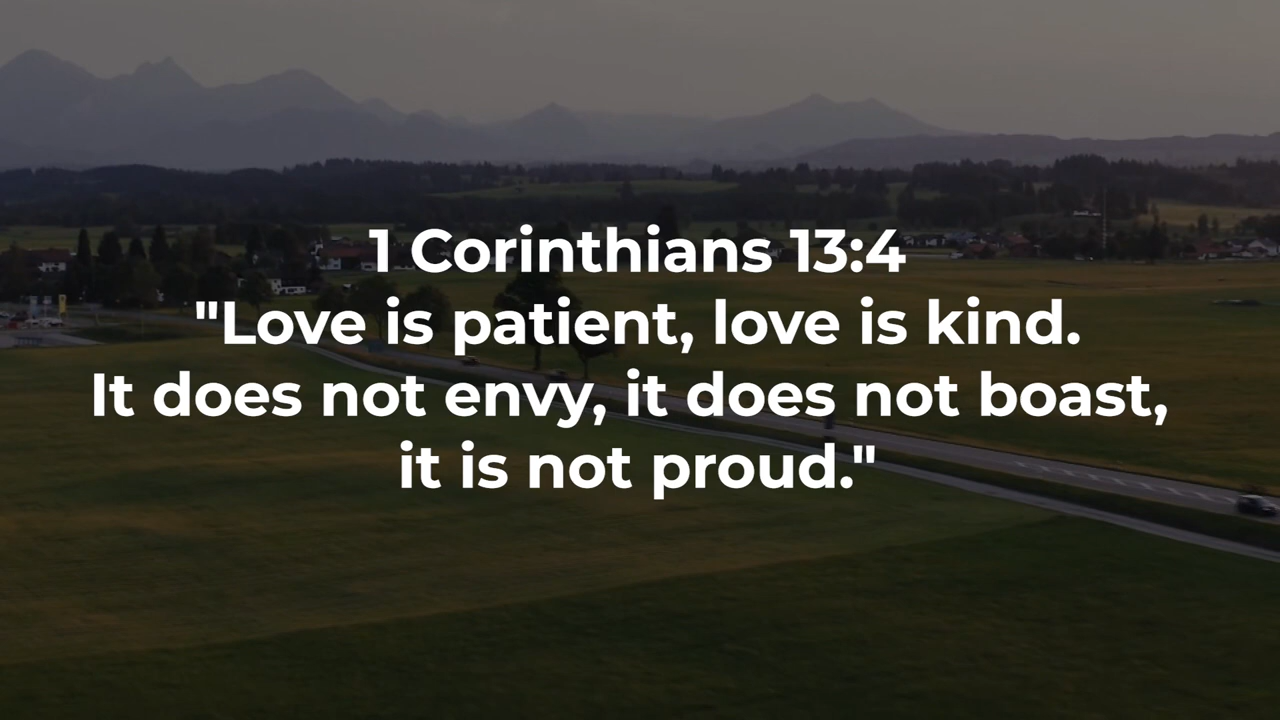 1 Corinthians 13:4
"Love is patient, love is kind.
It does not envy, it does not boast,
it is not proud."